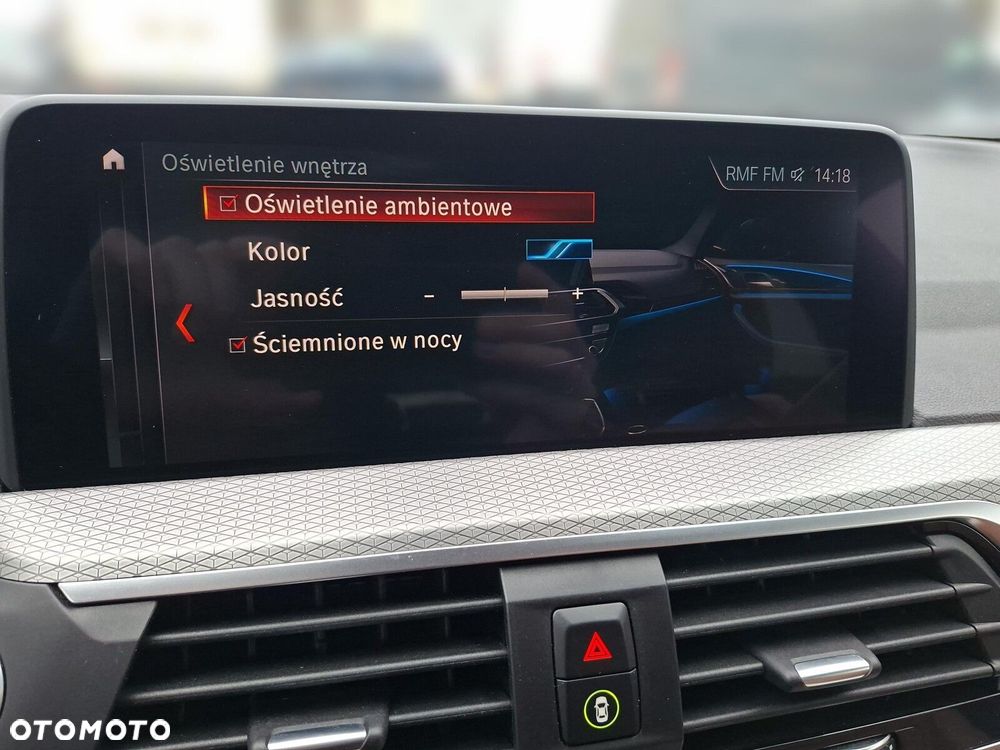 Oświetlenie wnętrza
RMF FM 14:18
Oświetlenie ambientowe
Kolor
Jasność - +
Ściemnione w nocy
OTOMOTO